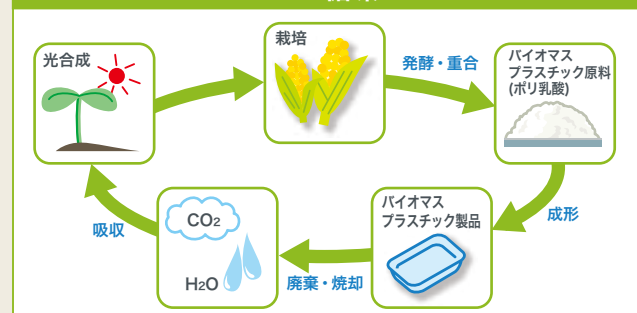 光合成
栽培
発酵・重合
バイオマス
プラスチック原料
(ポリ乳酸)
成形
バイオマス
プラスチック製品
廃棄・焼却
CO2
H2O
吸収